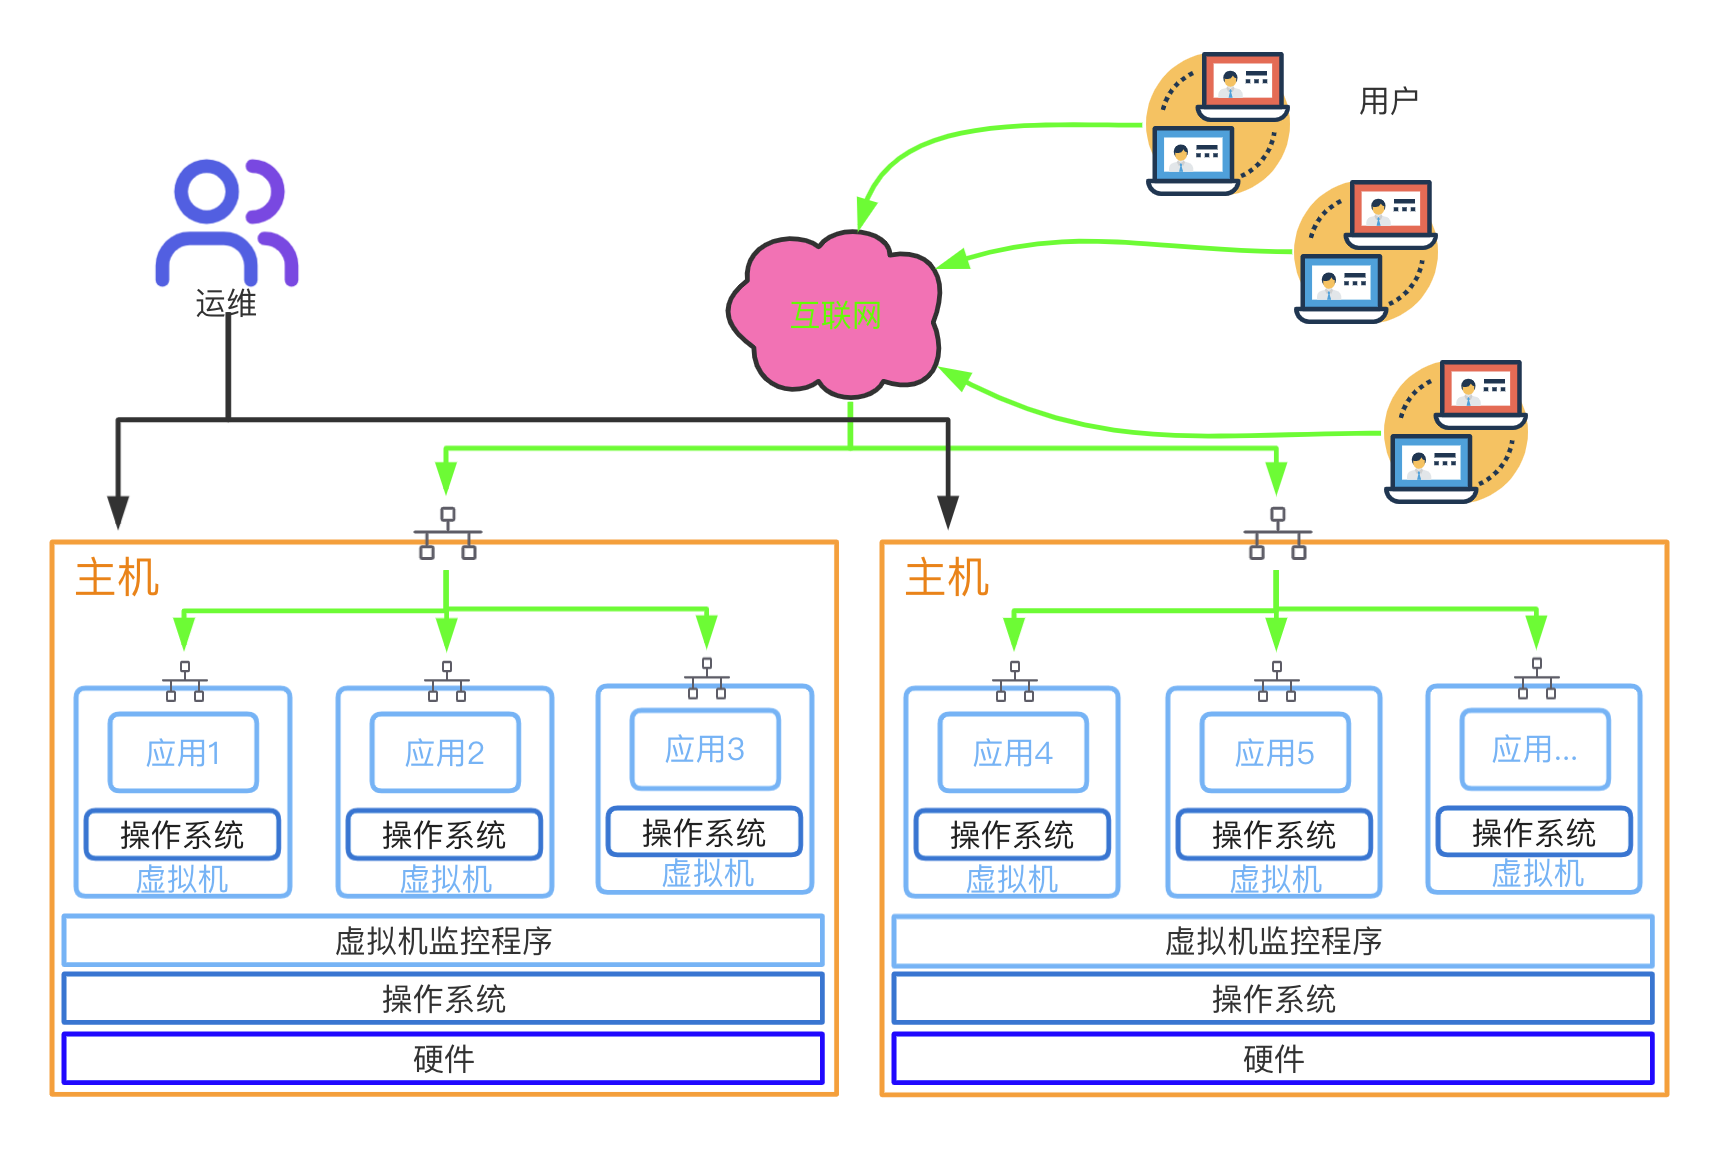 用户
运维
互联网
主机
应用1
操作系统
虚拟机
应用2
操作系统
虚拟机
应用3
操作系统
虚拟机
虚拟机监控程序
操作系统
硬件
主机
应用4
操作系统
虚拟机
应用5
操作系统
虚拟机
应用...
操作系统
虚拟机
虚拟机监控程序
操作系统
硬件